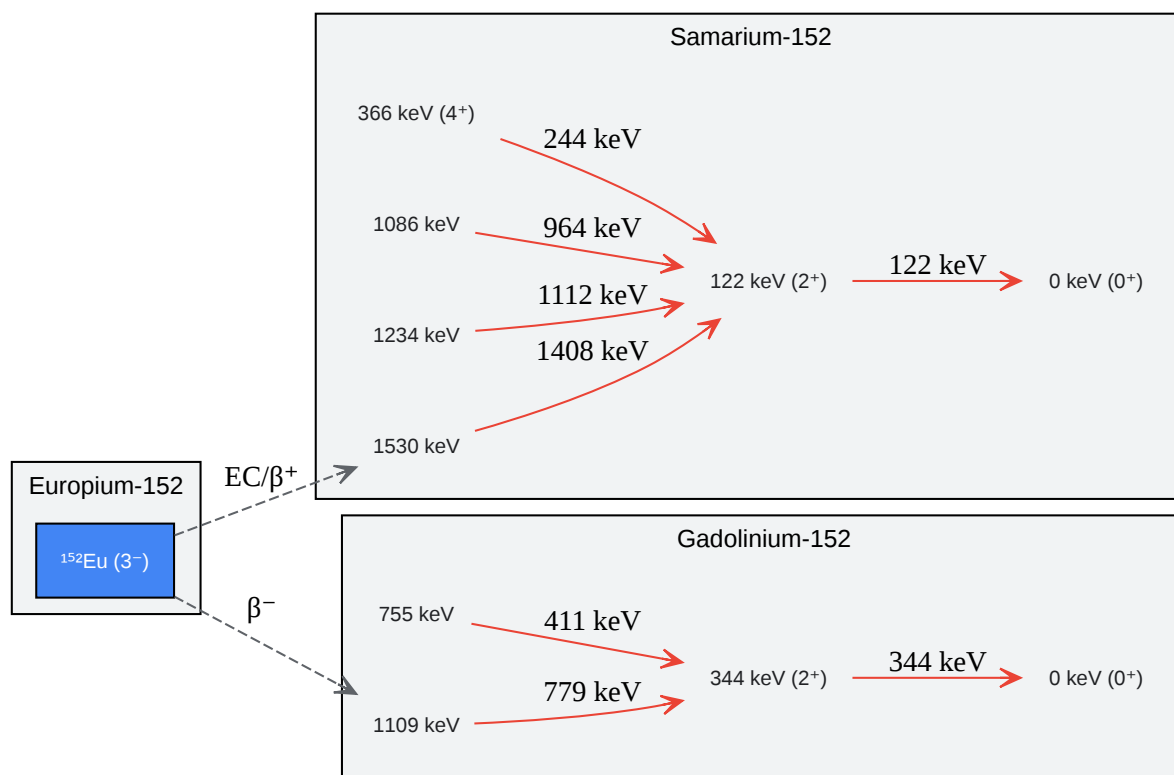 Samarium-152
366 keV (4⁺)
244 keV
1086 keV
964 keV
122 keV (2⁺)
122 keV
0 keV (0⁺)
1112 keV
1234 keV
1408 keV
1530 keV
EC/β⁺
Europium-152
¹⁵²Eu (3⁻)
β⁻
Gadolinium-152
755 keV
411 keV
344 keV (2⁺)
344 keV
0 keV (0⁺)
779 keV
1109 keV